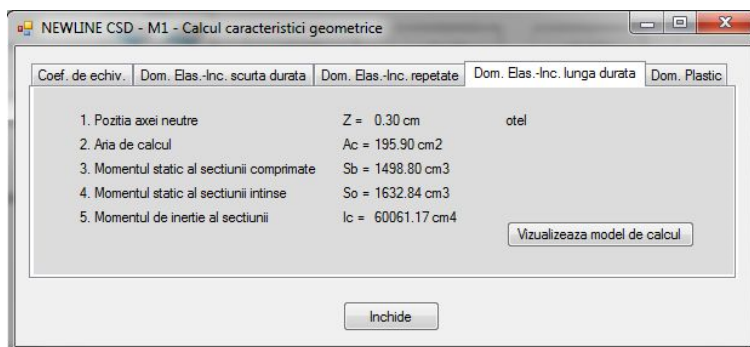 NEWLINE CSD - M1 - Calcul caracteristici geometrice
Coef. de echiv. Dom. Elas.-Inc. scurta durata Dom. Elas.-Inc. repetate Dom. Elas.-Inc. lunga durata Dom. Plastic
1. Pozitia axei neutre Z = 0.30 cm otel
2. Aria de calcul Ac = 195.90 cm2
3. Momentul static al sectiunii comprimate Sb = 1498.80 cm3
4. Momentul static al sectiunii intinse So = 1632.84 cm3
5. Momentul de inertie al sectiunii Ic = 60061.17 cm4
Vizualizeaza model de calcul
Inchide